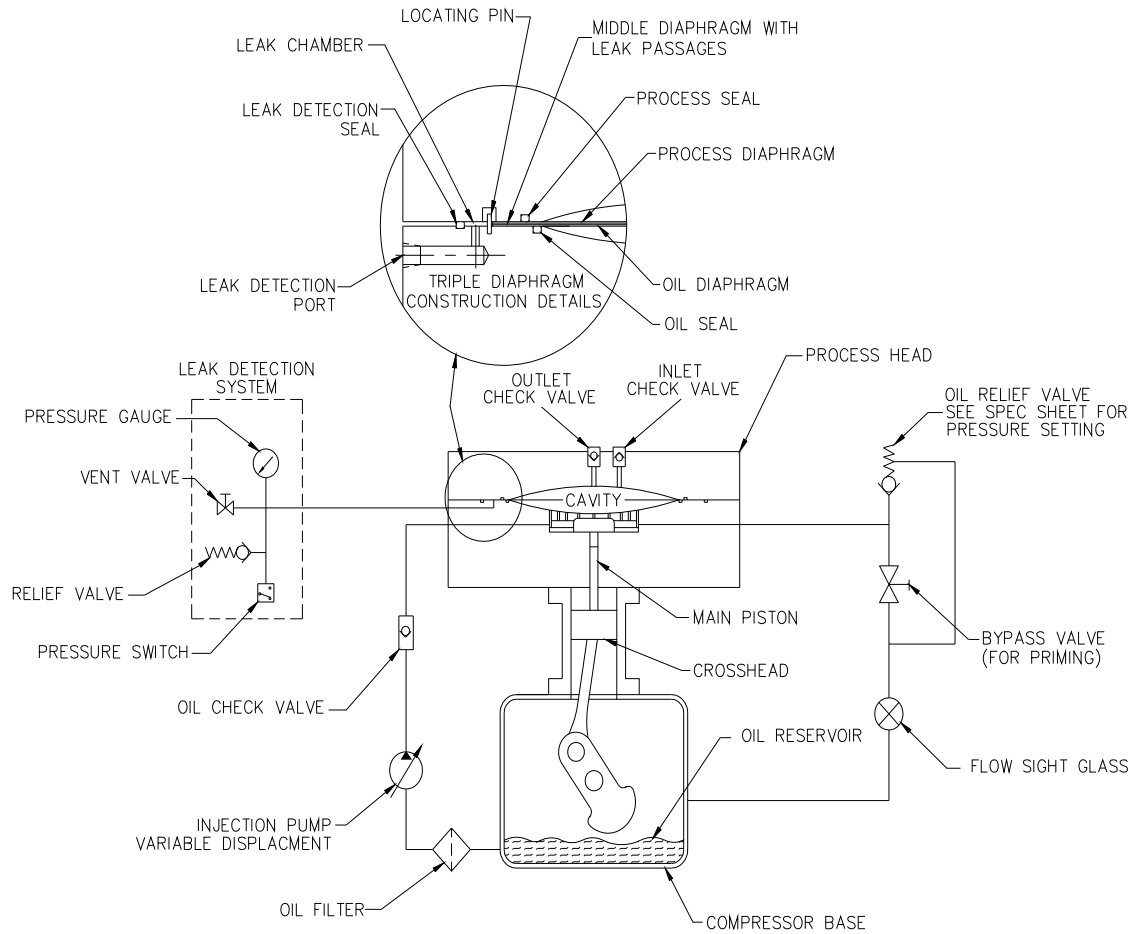 LOCATING PIN
LEAK CHAMBER
MIDDLE DIAPHRAGM WITH
LEAK PASSAGES
LEAK DETECTION
SEAL
PROCESS SEAL
PROCESS DIAPHRAGM
LEAK DETECTION
PORT
TRIPLE DIAPHRAGM
CONSTRUCTION DETAILS
OIL DIAPHRAGM
OIL SEAL
LEAK DETECTION
SYSTEM
PRESSURE GAUGE
VENT VALVE
RELIEF VALVE
PRESSURE SWITCH
OUTLET
CHECK VALVE
INLET
CHECK VALVE
PROCESS HEAD
OIL RELIEF VALVE
SEE SPEC SHEET FOR
PRESSURE SETTING
CAVITY
MAIN PISTON
BYPASS VALVE
(FOR PRIMING)
CROSSHEAD
OIL CHECK VALVE
OIL RESERVOIR
FLOW SIGHT GLASS
INJECTION PUMP
VARIABLE DISPLACMENT
OIL FILTER
COMPRESSOR BASE